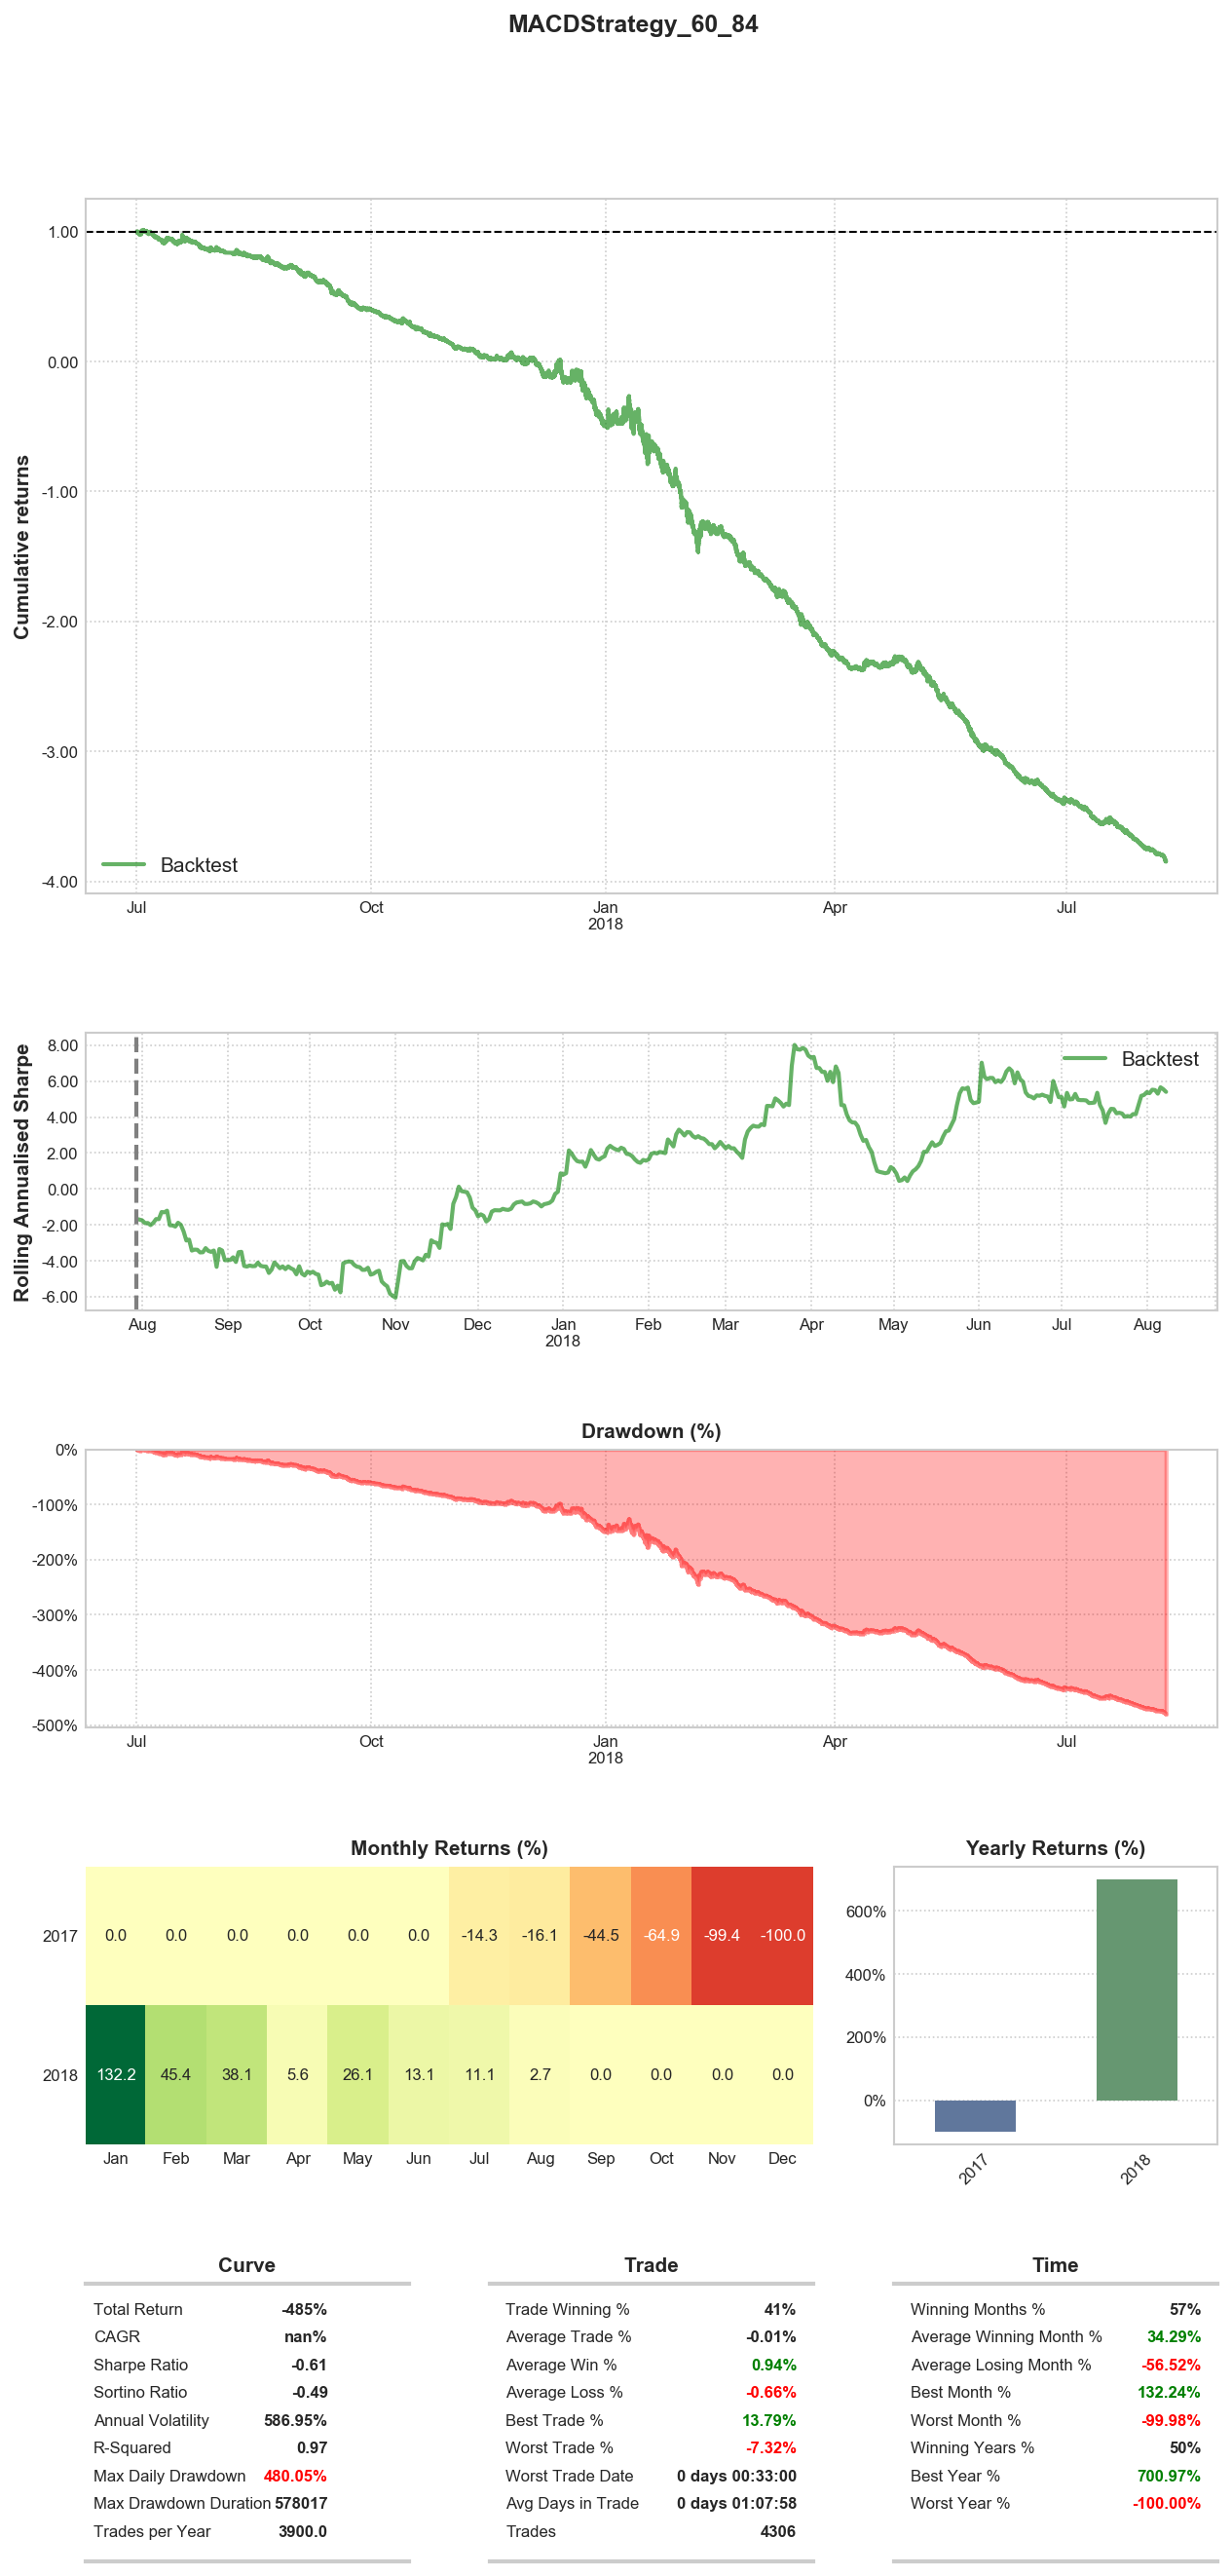 MACDStrategy_60_84
Cumulative returns
1.00
0.00
-1.00
-2.00
-3.00
-4.00
Backtest
Jul Oct Jan Apr Jul
2018
Rolling Annualised Sharpe
8.00
6.00
4.00
2.00
0.00
-2.00
-4.00
-6.00
Backtest
Aug Sep Oct Nov Dec Jan Feb Mar Apr May Jun Jul Aug
2018
Drawdown (%)
0%
-100%
-200%
-300%
-400%
-500%
Jul Oct Jan Apr Jul
2018
Monthly Returns (%)
2017 0.0 0.0 0.0 0.0 0.0 0.0 -14.3 -16.1 -44.5 -64.9 -99.4 -100.0
2018 132.2 45.4 38.1 5.6 26.1 13.1 11.1 2.7 0.0 0.0 0.0 0.0
Jan Feb Mar Apr May Jun Jul Aug Sep Oct Nov Dec
Yearly Returns (%)
600%
400%
200%
0%
2017 2018
Curve
Total Return -485%
CAGR nan%
Sharpe Ratio -0.61
Sortino Ratio -0.49
Annual Volatility 586.95%
R-Squared 0.97
Max Daily Drawdown 480.05%
Max Drawdown Duration 578017
Trades per Year 3900.0
Trade
Trade Winning % 41%
Average Trade % -0.01%
Average Win % 0.94%
Average Loss % -0.66%
Best Trade % 13.79%
Worst Trade % -7.32%
Worst Trade Date 0 days 00:33:00
Avg Days in Trade 0 days 01:07:58
Trades 4306
Time
Winning Months % 57%
Average Winning Month % 34.29%
Average Losing Month % -56.52%
Best Month % 132.24%
Worst Month % -99.98%
Winning Years % 50%
Best Year % 700.97%
Worst Year % -100.00%